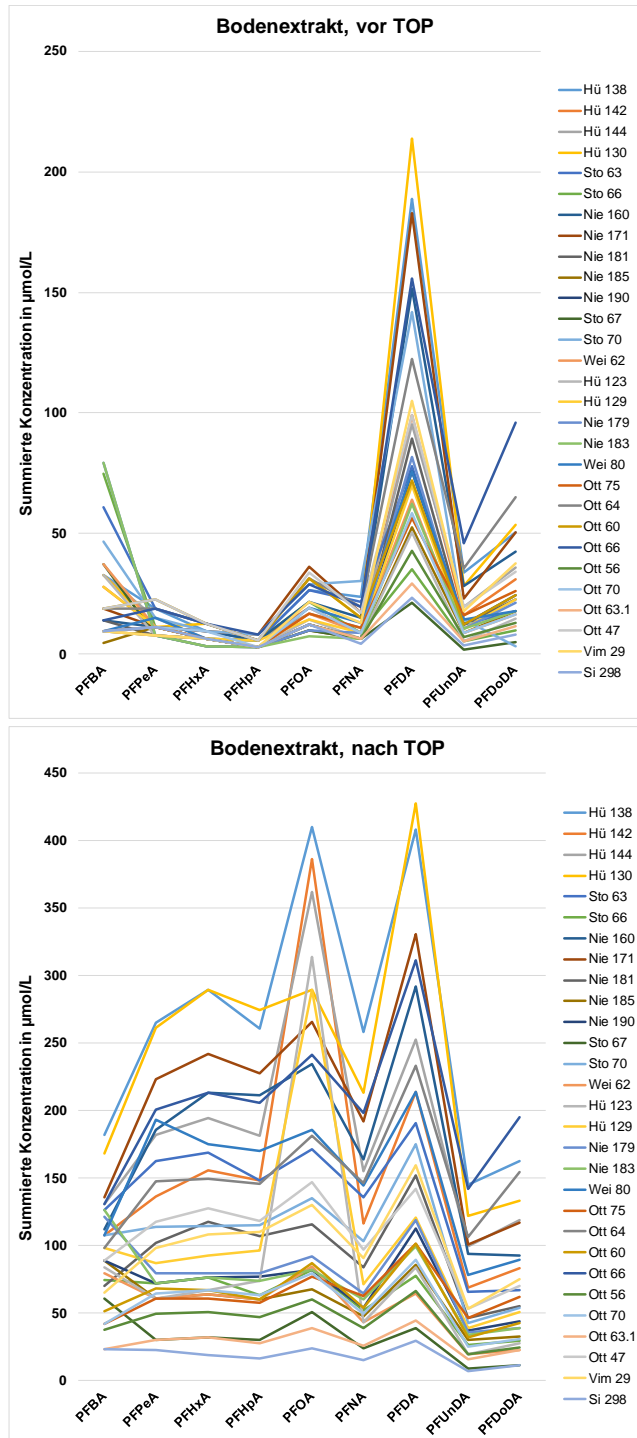 Bodenextrakt, vor TOP
Summierte Konzentration in µmol/L
250
200
150
100
50
0
PFBA
PFPeA
PFHxA
PFHpA
PFOA
PFNA
PFDA
PFUnDA
PFDoDA
Hü 138
Hü 142
Hü 144
Hü 130
Sto 63
Sto 66
Nie 160
Nie 171
Nie 181
Nie 185
Nie 190
Sto 67
Sto 70
Wei 62
Hü 123
Hü 129
Nie 179
Nie 183
Wei 80
Ott 75
Ott 64
Ott 60
Ott 66
Ott 56
Ott 70
Ott 63.1
Ott 47
Vim 29
Si 298
Bodenextrakt, nach TOP
Summierte Konzentration in µmol/L
450
400
350
300
250
200
150
100
50
0
PFBA
PFPeA
PFHxA
PFHpA
PFOA
PFNA
PFDA
PFUnDA
PFDoDA
Hü 138
Hü 142
Hü 144
Hü 130
Sto 63
Sto 66
Nie 160
Nie 171
Nie 181
Nie 185
Nie 190
Sto 67
Sto 70
Wei 62
Hü 123
Hü 129
Nie 179
Nie 183
Wei 80
Ott 75
Ott 64
Ott 60
Ott 66
Ott 56
Ott 70
Ott 63.1
Ott 47
Vim 29
Si 298